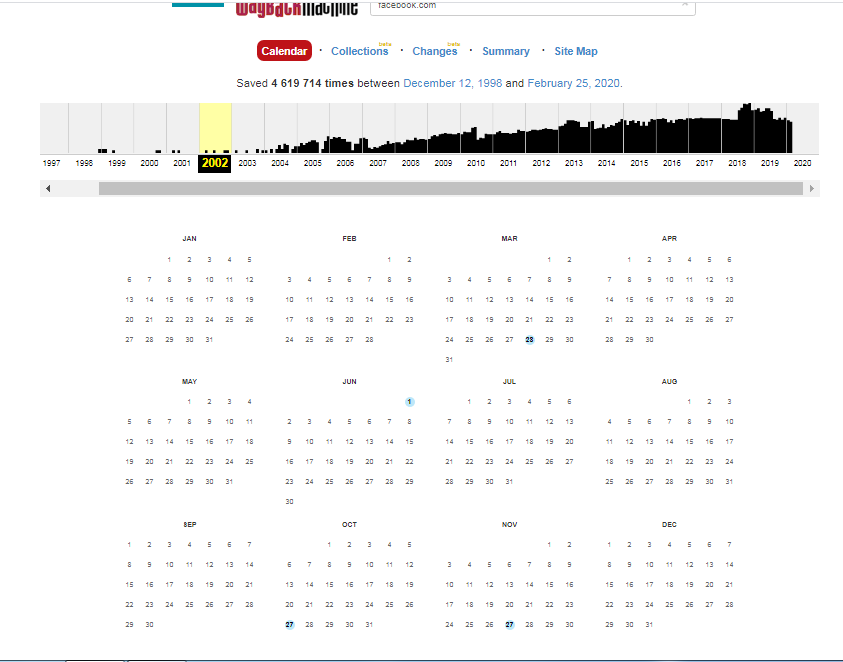 WayBackMachine
facebook.com
Calendar · Collections beta · Changes beta · Summary · Site Map
Saved 4 619 714 times between December 12, 1998 and February 25, 2020.
1997 1998 1999 2000 2001 2002 2003 2004 2005 2006 2007 2008 2009 2010 2011 2012 2013 2014 2015 2016 2017 2018 2019 2020
JAN FEB MAR APR
1 2 3 4 5 1 2 1 2 1 2 3 4 5 6
6 7 8 9 10 11 12 3 4 5 6 7 8 9 3 4 5 6 7 8 9 7 8 9 10 11 12 13
13 14 15 16 17 18 19 10 11 12 13 14 15 16 10 11 12 13 14 15 16 14 15 16 17 18 19 20
20 21 22 23 24 25 26 17 18 19 20 21 22 23 17 18 19 20 21 22 23 21 22 23 24 25 26 27
27 28 29 30 31 24 25 26 27 28 24 25 26 27 28 29 30 28 29 30
31
MAY JUN JUL AUG
1 2 3 4 1 1 2 3 4 5 6 1 2 3
5 6 7 8 9 10 11 2 3 4 5 6 7 8 7 8 9 10 11 12 13 4 5 6 7 8 9 10
12 13 14 15 16 17 18 9 10 11 12 13 14 15 14 15 16 17 18 19 20 11 12 13 14 15 16 17
19 20 21 22 23 24 25 16 17 18 19 20 21 22 21 22 23 24 25 26 27 18 19 20 21 22 23 24
26 27 28 29 30 31 23 24 25 26 27 28 29 28 29 30 31 25 26 27 28 29 30 31
30
SEP OCT NOV DEC
1 2 3 4 5 6 7 1 2 3 4 5 1 2 1 2 3 4 5 6 7
8 9 10 11 12 13 14 6 7 8 9 10 11 12 3 4 5 6 7 8 9 8 9 10 11 12 13 14
15 16 17 18 19 20 21 13 14 15 16 17 18 19 10 11 12 13 14 15 16 15 16 17 18 19 20 21
22 23 24 25 26 27 28 20 21 22 23 24 25 26 17 18 19 20 21 22 23 22 23 24 25 26 27 28
29 30 27 28 29 30 31 24 25 26 27 28 29 30 29 30 31